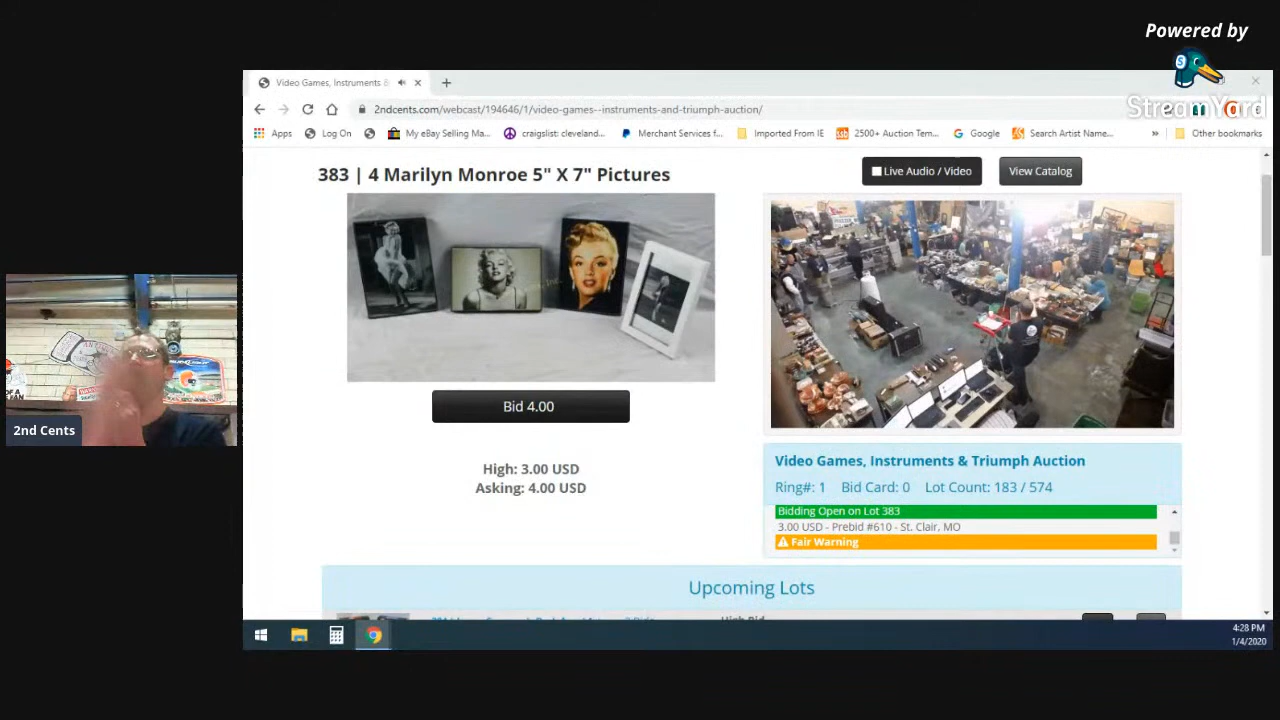 Powered by
StreamYard
Video Games, Instruments &
2ndcents.com/webcast/194646/1/video-games--instruments-and-triumph-auction/
Apps
Log On
My eBay Selling Ma...
craigslist: cleveland...
Merchant Services f...
Imported From IE
2500+ Auction Tem...
Google
Search Artist Name...
»
Other bookmarks
383 | 4 Marilyn Monroe 5" X 7" Pictures
Live Audio / Video
View Catalog
Bid 4.00
High: 3.00 USD
Asking: 4.00 USD
Video Games, Instruments & Triumph Auction
Ring#: 1 Bid Card: 0 Lot Count: 183 / 574
Bidding Open on Lot 383
3.00 USD - Prebid #610 - St. Clair, MO
Fair Warning
Upcoming Lots
High Bid
2nd Cents
4:28 PM
1/4/2020